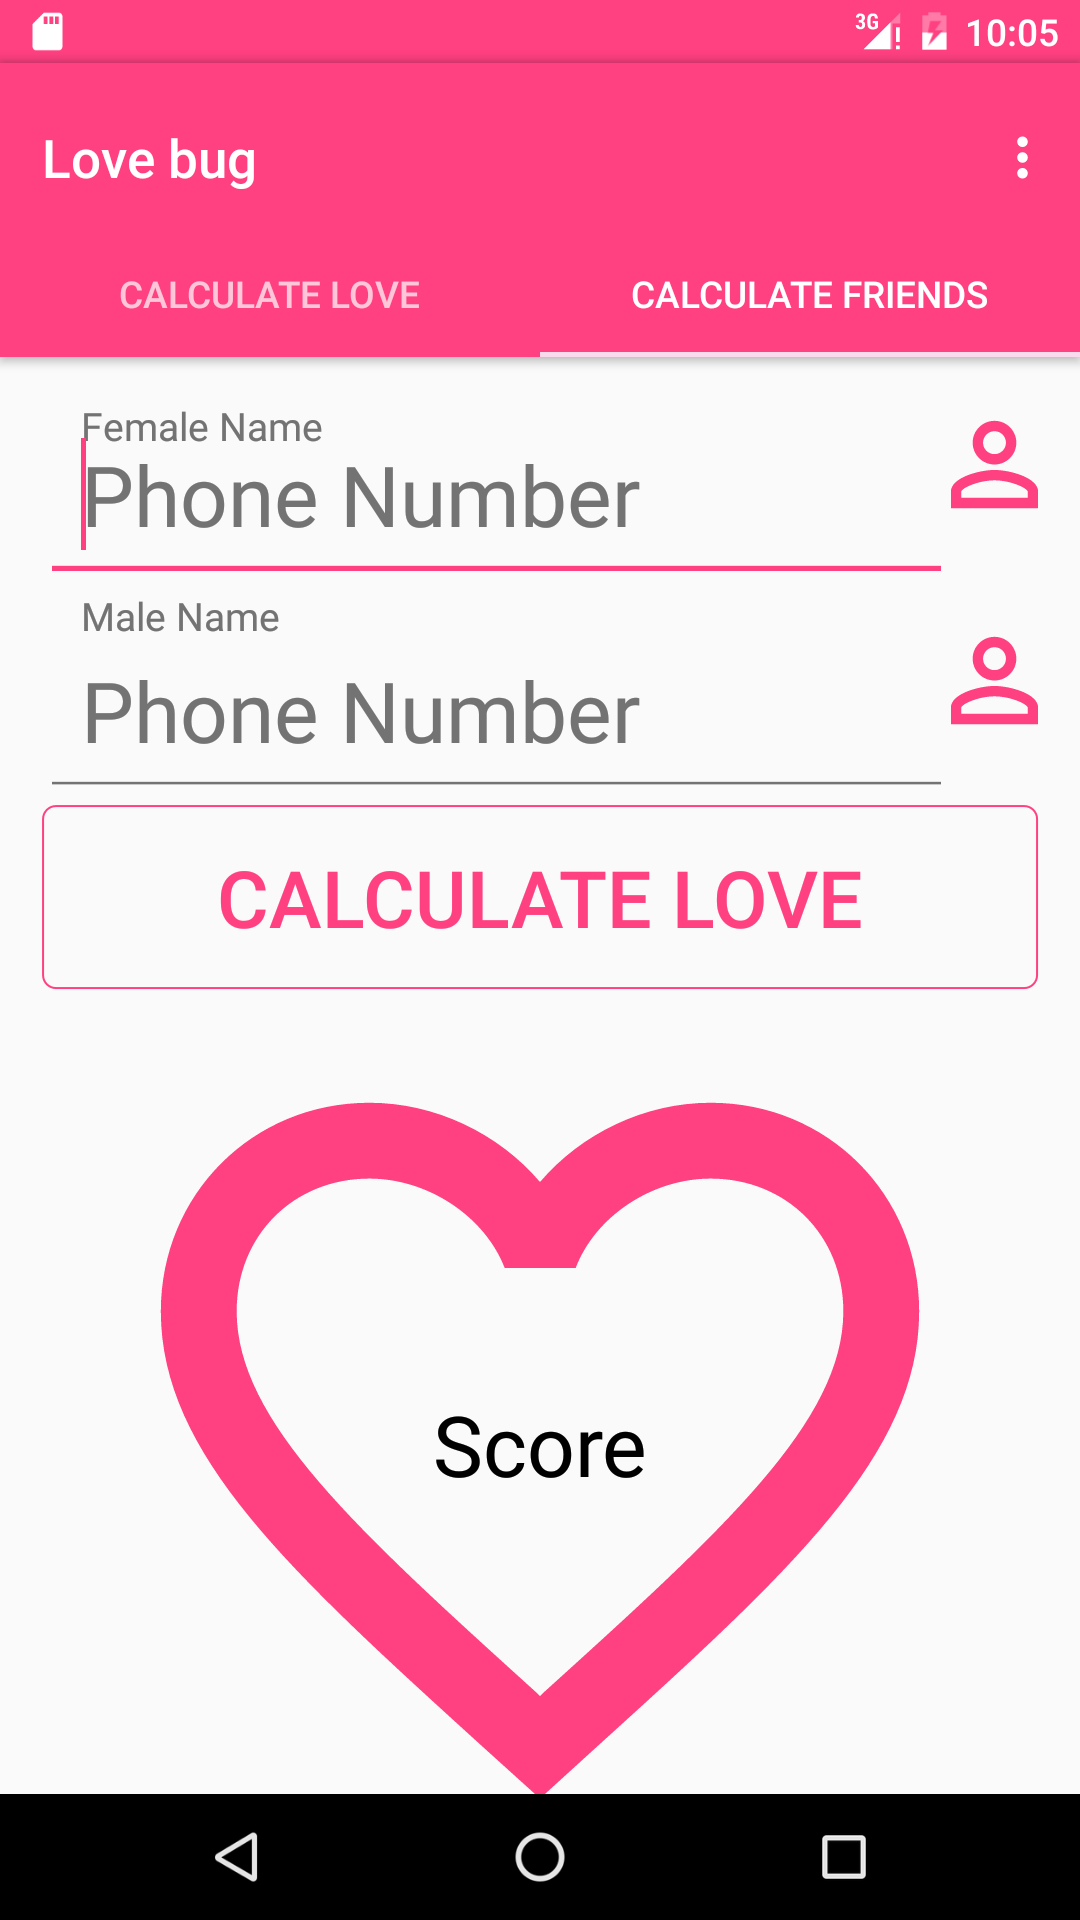 3G 10:05
Love bug
CALCULATE LOVE CALCULATE FRIENDS
Female Name
Phone Number
Male Name
Phone Number
CALCULATE LOVE
Score